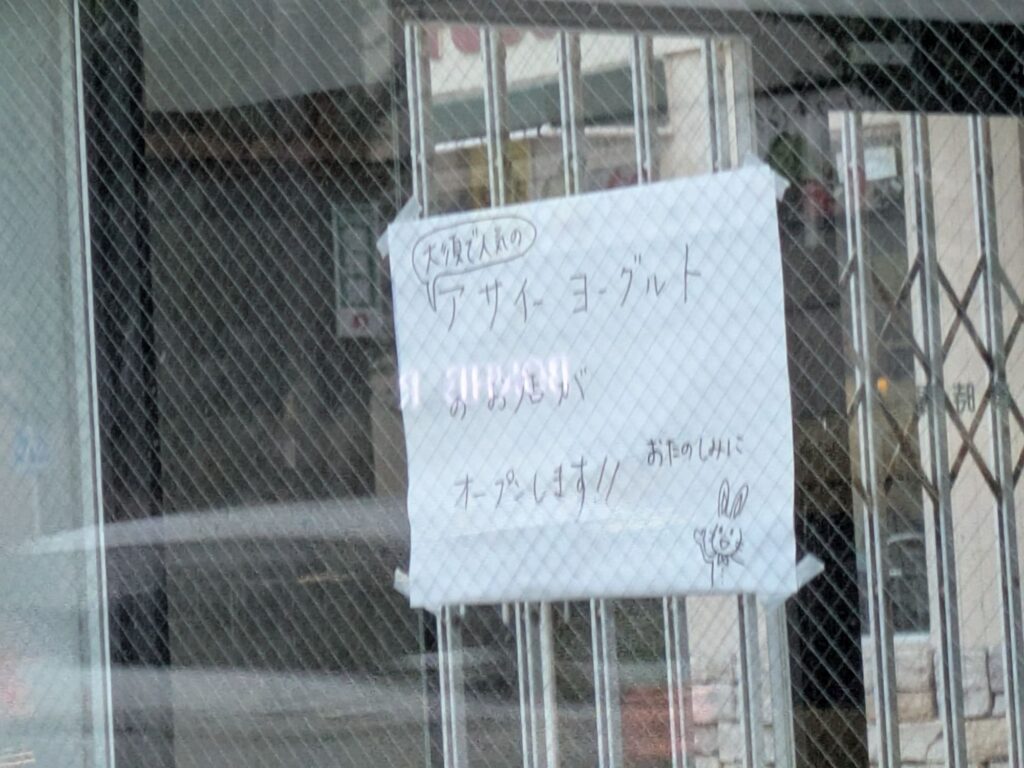 大須で人気の
アサイーヨーグルト
のお店が
オープンします!!
おたのしみに